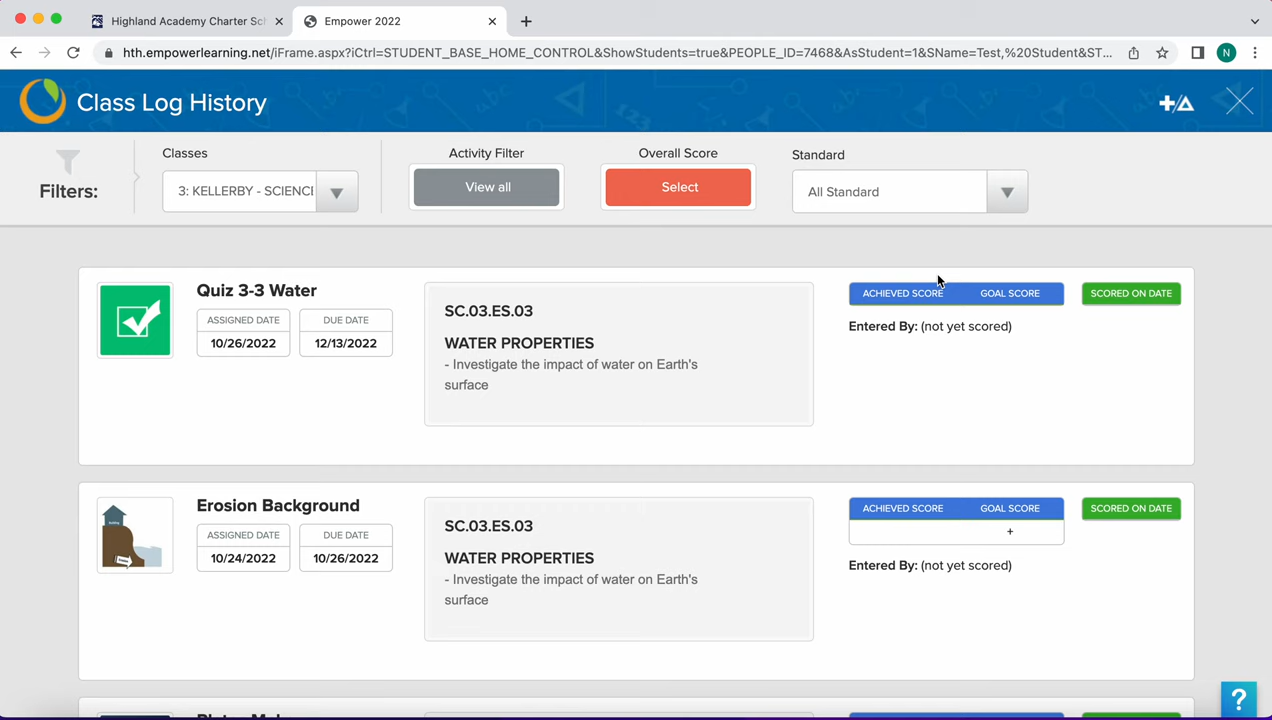 Highland Academy Charter Sch
Empower 2022
hth.empowerlearning.net/iFrame.aspx?iCtrl=STUDENT_BASE_HOME_CONTROL&ShowStudents=true&PEOPLE_ID=7468&AsStudent=1&SName=Test,%20Student&ST...
N
Class Log History
+/Δ
Filters:
Classes
3: KELLERBY - SCIENCE
Activity Filter
View all
Overall Score
Select
Standard
All Standard
Quiz 3-3 Water
ASSIGNED DATE
10/26/2022
DUE DATE
12/13/2022
SC.03.ES.03
WATER PROPERTIES
- Investigate the impact of water on Earth's
surface
ACHIEVED SCORE GOAL SCORE
SCORED ON DATE
Entered By: (not yet scored)
Erosion Background
ASSIGNED DATE
10/24/2022
DUE DATE
10/26/2022
SC.03.ES.03
WATER PROPERTIES
- Investigate the impact of water on Earth's
surface
ACHIEVED SCORE GOAL SCORE
+
SCORED ON DATE
Entered By: (not yet scored)
?